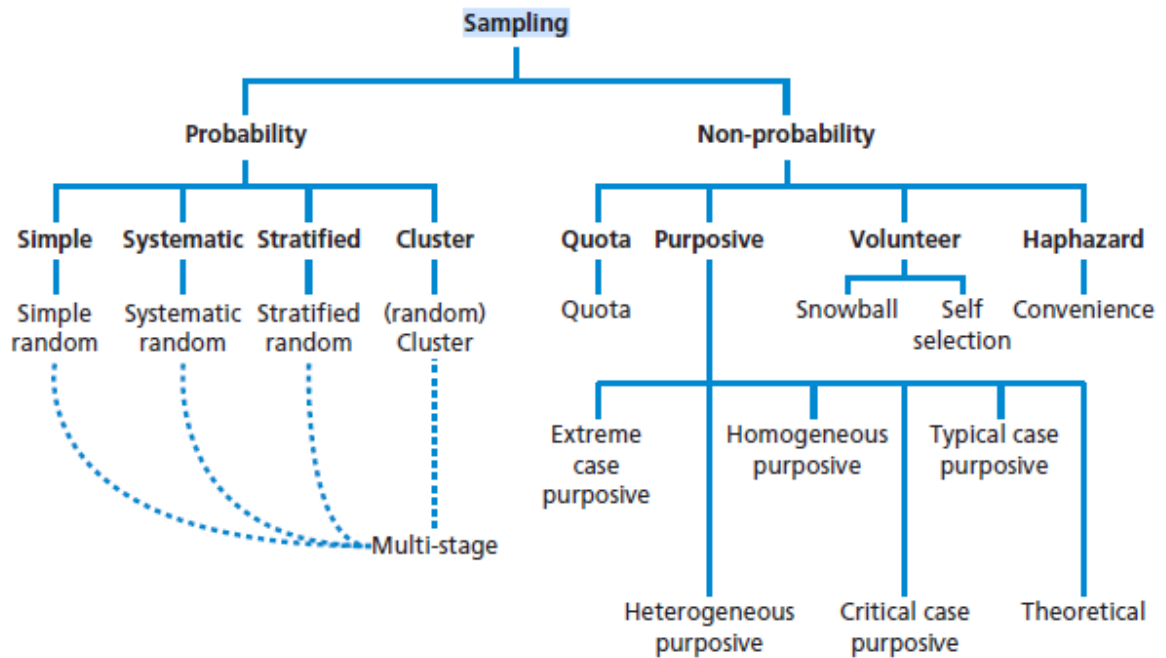 Sampling
Probability
Non-probability
Simple
Systematic
Stratified
Cluster
Quota
Purposive
Volunteer
Haphazard
Simple
random
Systematic
random
Stratified
random
(random)
Cluster
Quota
Snowball
Self
selection
Convenience
Extreme
case
purposive
Homogeneous
purposive
Typical case
purposive
Multi-stage
Heterogeneous
purposive
Critical case
purposive
Theoretical